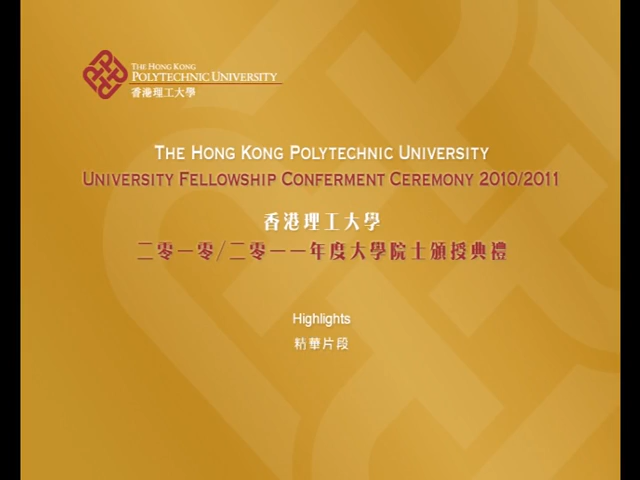 THE HONG KONG
POLYTECHNIC UNIVERSITY
香港理工大學
THE HONG KONG POLYTECHNIC UNIVERSITY
UNIVERSITY FELLOWSHIP CONFERMENT CEREMONY 2010/2011
香港理工大學
二零一零/二零一一年度大學院士頒授典禮
Highlights
精華片段